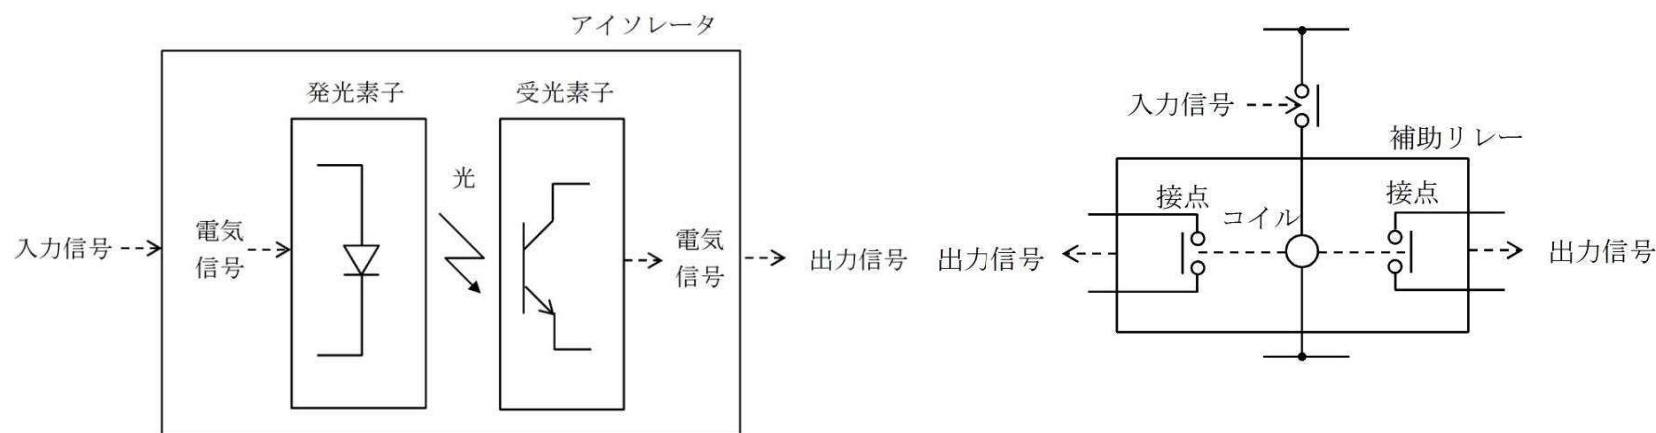 アイソレータ
発光素子
受光素子
光
入力信号
電気
信号
電気
信号
出力信号
入力信号
補助リレー
接点
コイル
接点
出力信号
出力信号